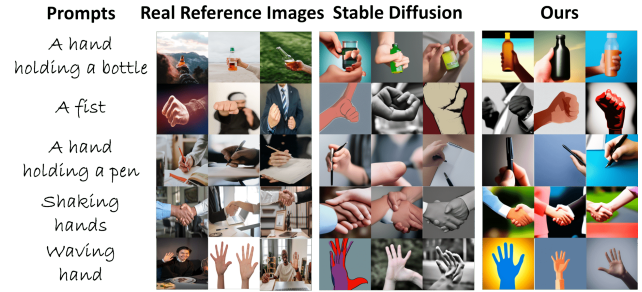 Prompts Real Reference Images Stable Diffusion Ours
A hand
holding a bottle
A fist
A hand
holding a pen
Shaking
hands
Waving
hand